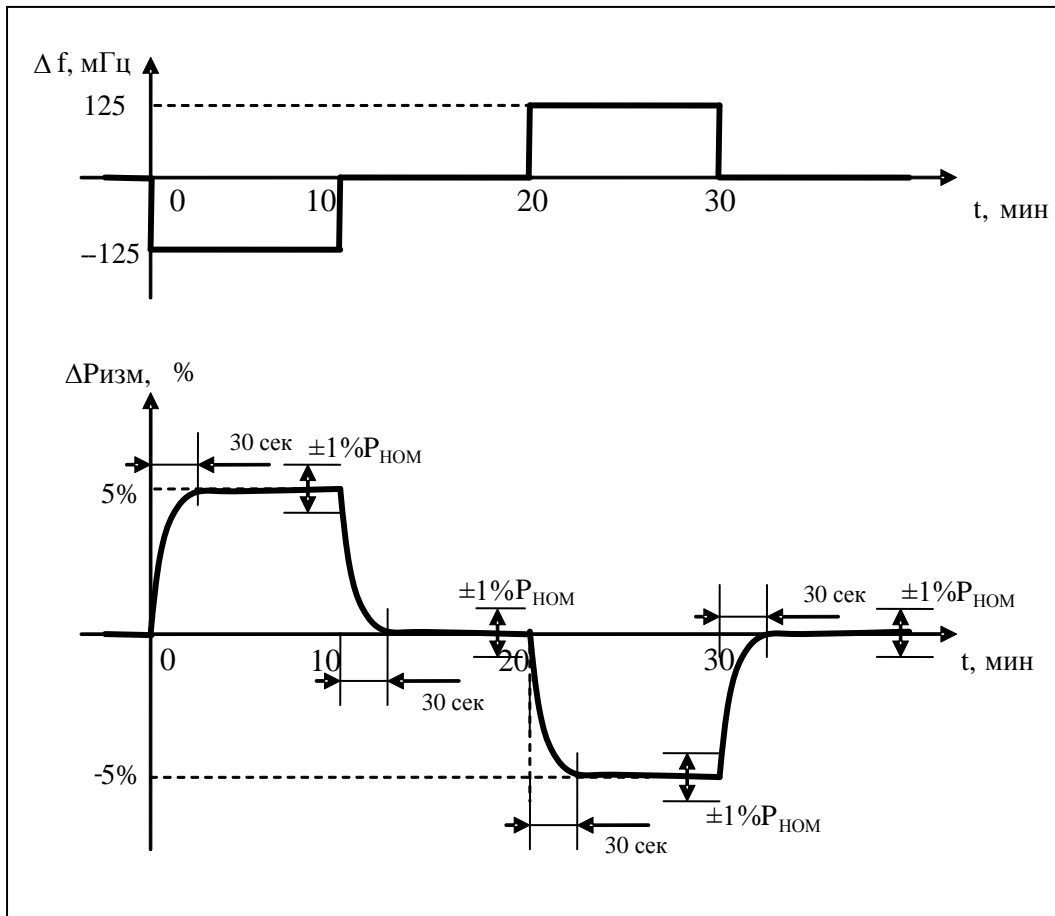 Δ f, мГц
125
0 10 20 30
t, мин
–125
ΔРизм, %
30 сек ±1%PНОМ
5%
±1%PНОМ 30 сек ±1%PНОМ
0 10 20 30
t, мин
30 сек
-5%
±1%PНОМ
30 сек